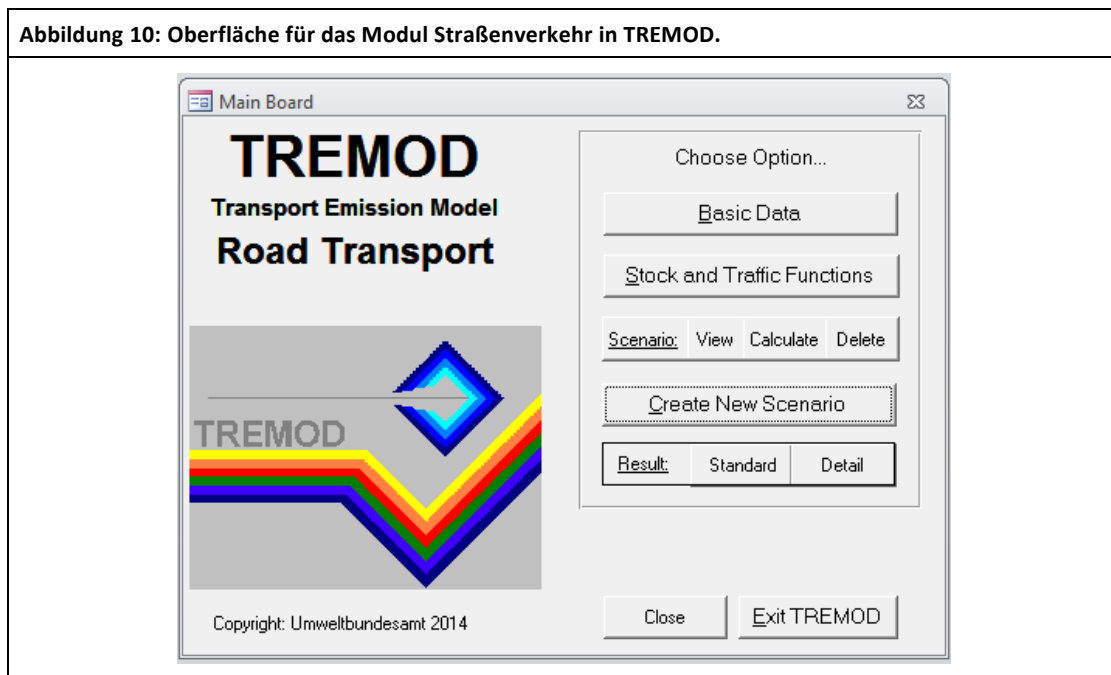 Abbildung 10: Oberfläche für das Modul Straßenverkehr in TREMOD.
Main Board
TREMOD
Transport Emission Model
Road Transport
TREMOD
Copyright: Umweltbundesamt 2014
Choose Option...
Basic Data
Stock and Traffic Functions
Scenario: View Calculate Delete
Create New Scenario
Result: Standard Detail
Close Exit TREMOD